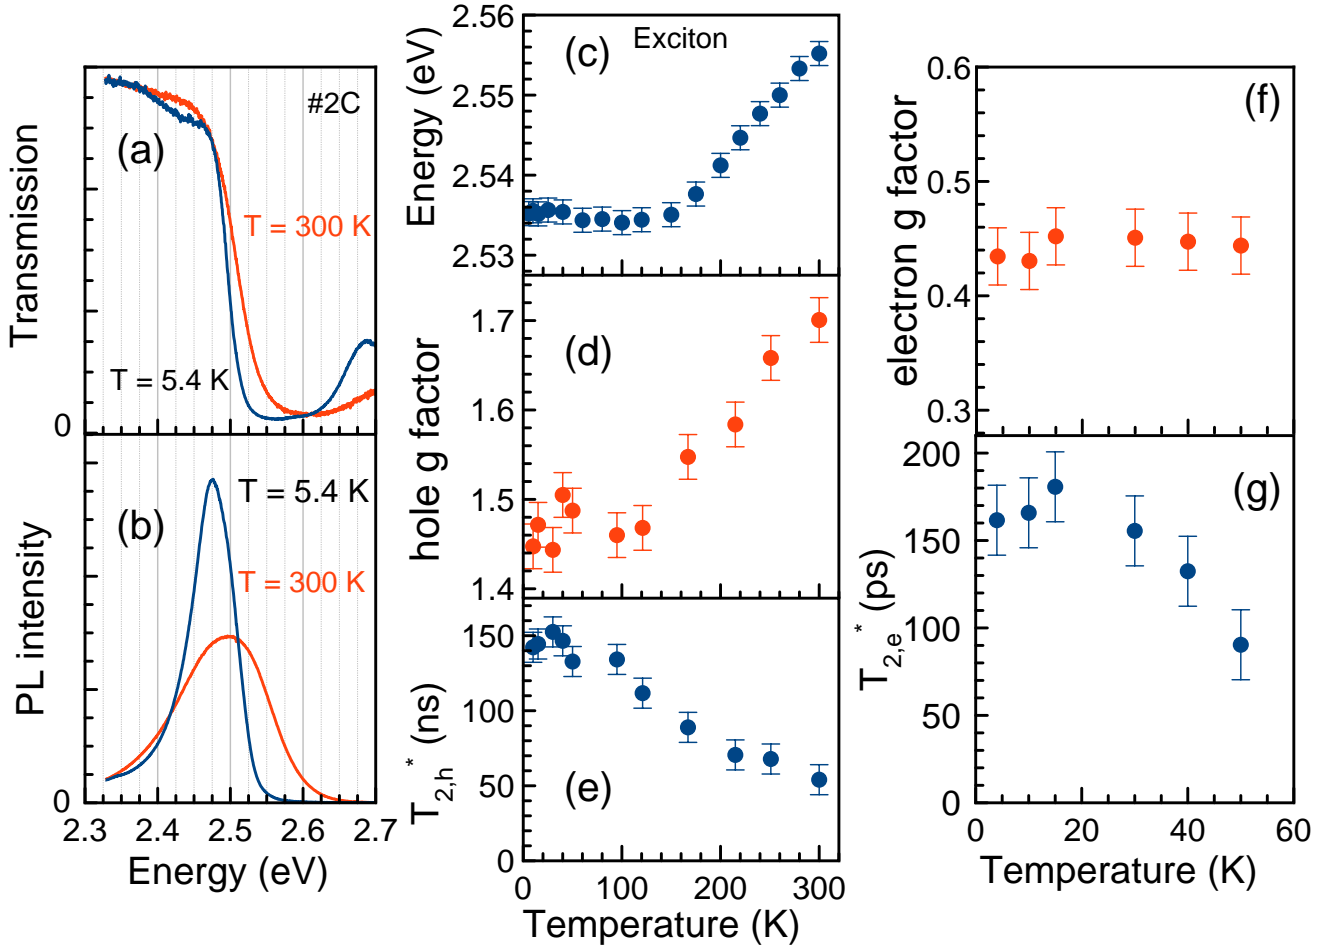 Transmission
(a)
#2C
T = 300 K
T = 5.4 K
0
PL intensity
(b)
T = 5.4 K
T = 300 K
0
2.3 2.4 2.5 2.6 2.7
Energy (eV)
Energy (eV)
2.56
2.55
2.54
2.53
(c)
Exciton
hole g factor
1.7
1.6
1.5
1.4
(d)
T2,h* (ns)
150
100
50
0
(e)
0 100 200 300
Temperature (K)
electron g factor
0.6
0.5
0.4
0.3
(f)
T2,e* (ps)
200
150
100
50
0
(g)
0 20 40 60
Temperature (K)